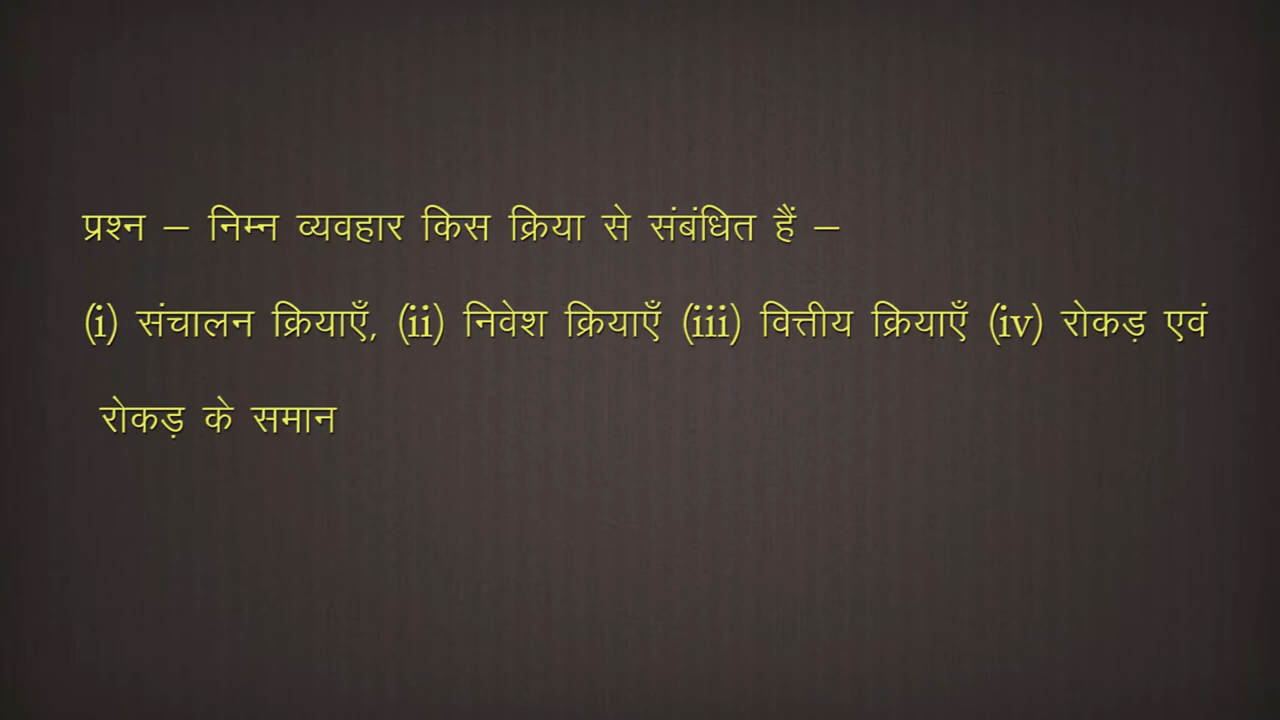 प्रश्न – निम्न व्यवहार किस क्रिया से संबंधित हैं –
(i) संचालन क्रियाएँ, (ii) निवेश क्रियाएँ (iii) वित्तीय क्रियाएँ (iv) रोकड़ एवं
रोकड़ के समान